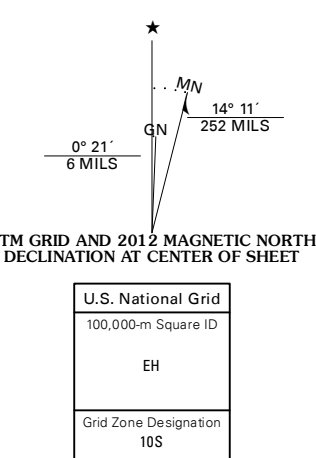 ★
MN
14° 11´
252 MILS
GN
0° 21´
6 MILS
TM GRID AND 2012 MAGNETIC NORTH
DECLINATION AT CENTER OF SHEET
U.S. National Grid
100,000-m Square ID
EH
Grid Zone Designation
10S